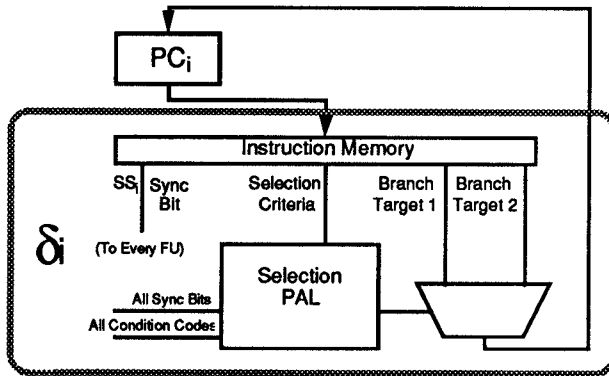 PCi
Instruction Memory
SSi Sync Bit
Selection Criteria
Branch Target 1
Branch Target 2
δi
(To Every FU)
Selection PAL
All Sync Bits
All Condition Codes